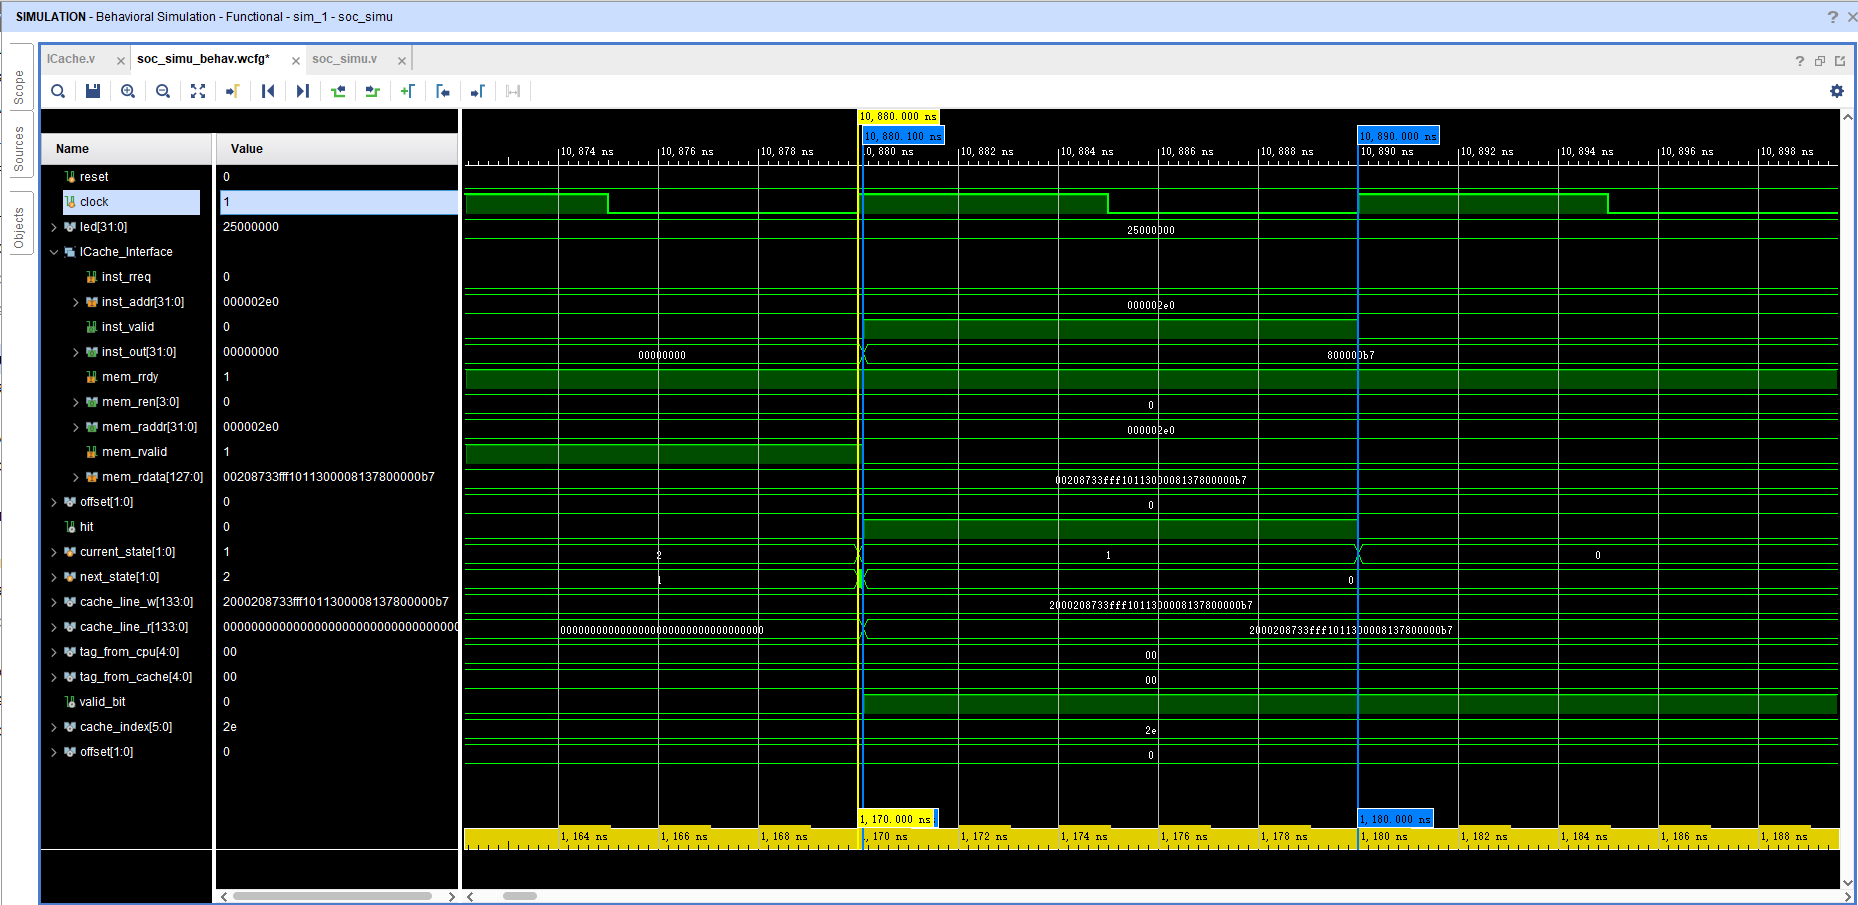 SIMULATION - Behavioral Simulation - Functional - sim_1 - soc_simu
Scope
Sources
Objects
ICache.v
soc_simu_behav.wcfg*
soc_simu.v
Name Value
reset 0
clock 1
led[31:0] 25000000
ICache_Interface
inst_rreq 0
inst_addr[31:0] 000002e0
inst_valid 0
inst_out[31:0] 00000000
mem_rrdy 1
mem_ren[3:0] 0
mem_raddr[31:0] 000002e0
mem_rvalid 1
mem_rdata[127:0] 00208733fff1011300008137800000b7
offset[1:0] 0
hit 0
current_state[1:0] 1
next_state[1:0] 2
cache_line_w[133:0] 2000208733fff1011300008137800000b7
cache_line_r[133:0] 0000000000000000000000000000000000
tag_from_cpu[4:0] 00
tag_from_cache[4:0] 00
valid_bit 0
cache_index[5:0] 2e
offset[1:0] 0
10,880.000 ns
10,880.100 ns 10,890.000 ns
10,874 ns 10,876 ns 10,878 ns 10,880 ns 10,882 ns 10,884 ns 10,886 ns 10,888 ns 10,890 ns 10,892 ns 10,894 ns 10,896 ns 10,898 ns
25000000
000002e0
00000000 800000b7
0
000002e0
00208733fff1011300008137800000b7
0
2 1 0
1 0
2000208733fff1011300008137800000b7
0000000000000000000000000000000000 2000208733fff1011300008137800000b7
00
00
2e
0
1,170.000 ns 1,180.000 ns
1,164 ns 1,166 ns 1,168 ns 1,170 ns 1,172 ns 1,174 ns 1,176 ns 1,178 ns 1,180 ns 1,182 ns 1,184 ns 1,186 ns 1,188 ns